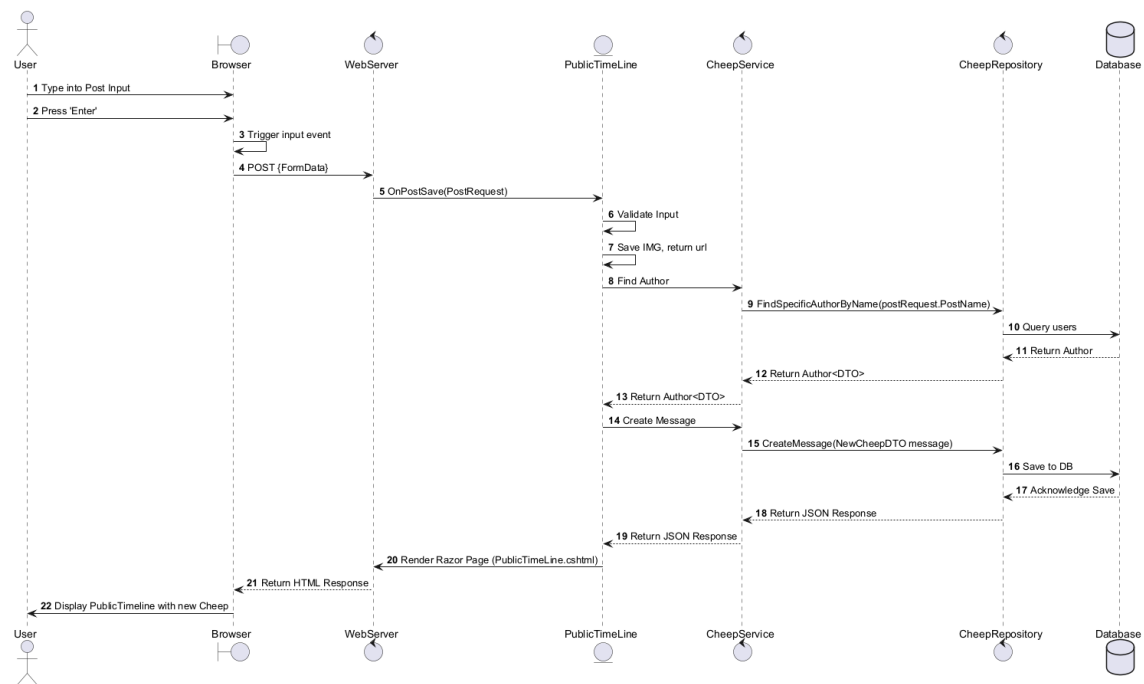 User
Browser
WebServer
PublicTimeLine
CheepService
CheepRepository
Database
1 Type into Post Input
2 Press 'Enter'
3 Trigger input event
4 POST {FormData}
5 OnPostSave(PostRequest)
6 Validate Input
7 Save IMG, return url
8 Find Author
9 FindSpecificAuthorByName(postRequest.PostName)
10 Query users
11 Return Author
12 Return Author<DTO>
13 Return Author<DTO>
14 Create Message
15 CreateMessage(NewCheepDTO message)
16 Save to DB
17 Acknowledge Save
18 Return JSON Response
19 Return JSON Response
20 Render Razor Page (PublicTimeLine.cshtml)
21 Return HTML Response
22 Display PublicTimeline with new Cheep
User
Browser
WebServer
PublicTimeLine
CheepService
CheepRepository
Database